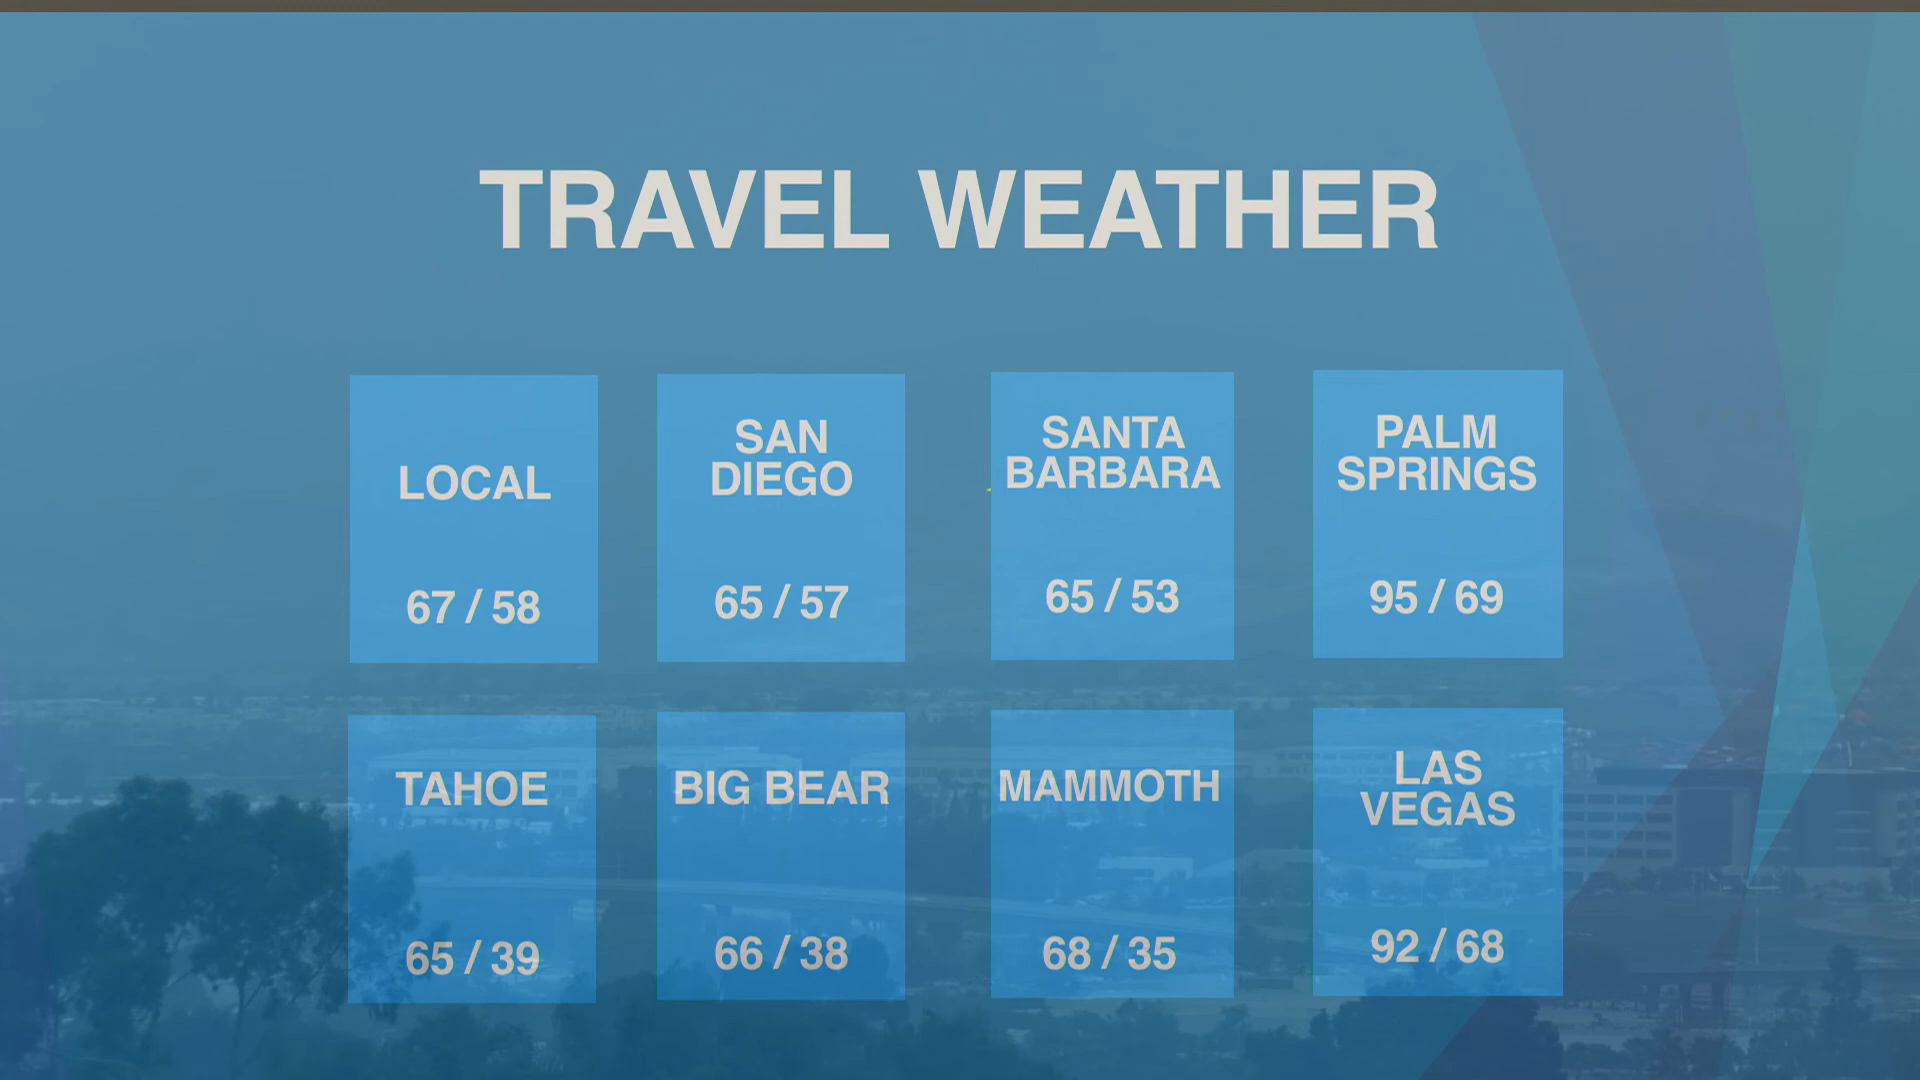 TRAVEL WEATHER
LOCAL
67 / 58
SAN
DIEGO
65 / 57
SANTA
BARBARA
65 / 53
PALM
SPRINGS
95 / 69
TAHOE
65 / 39
BIG BEAR
66 / 38
MAMMOTH
68 / 35
LAS
VEGAS
92 / 68